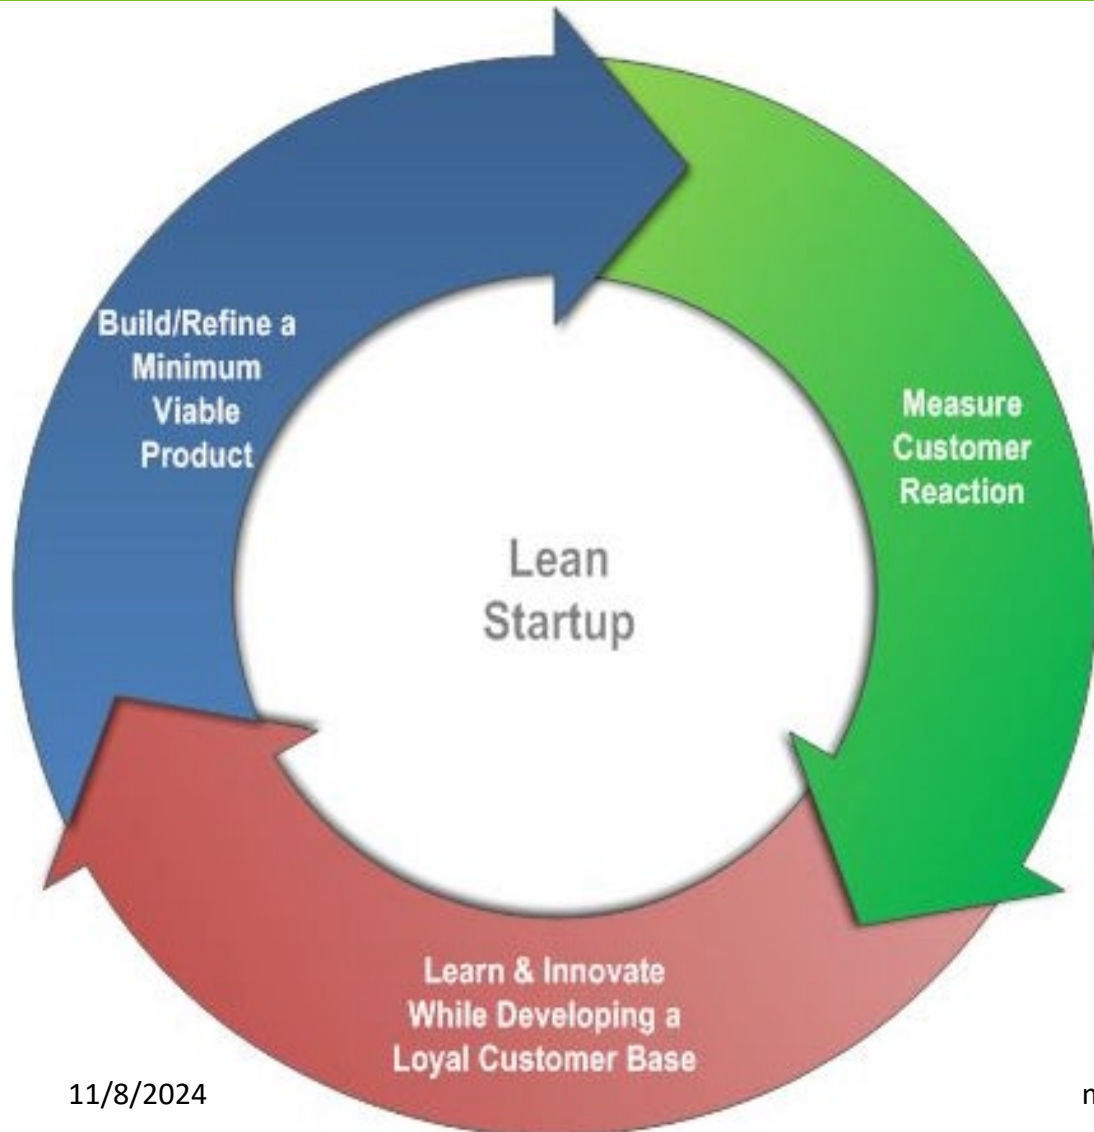 Build/Refine a
Minimum
Viable
Product
Measure
Customer
Reaction
Lean
Startup
Learn & Innovate
While Developing a
Loyal Customer Base
11/8/2024